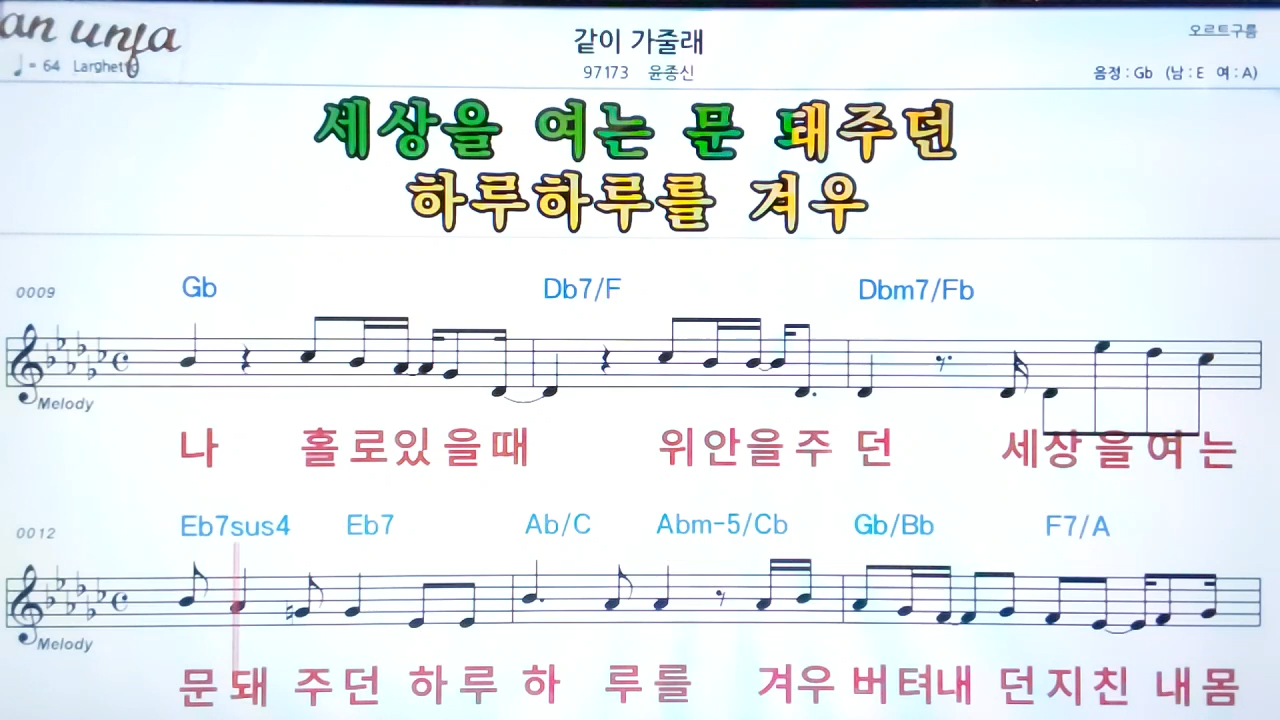 an unfa
오르트구름
같이 가줄래
♩= 64 Larghetto
97173 윤종신
음정 : Gb (남 : E 여 : A)
세상을 여는 문 돼주던
하루하루를 겨우
0009 Gb Db7/F Dbm7/Fb
Melody
나 홀로있을때 위안을주던 세상을여는
0012 Eb7sus4 Eb7 Ab/C Abm-5/Cb Gb/Bb F7/A
Melody
문돼주던하루하루를 겨우버텨내던지친내몸